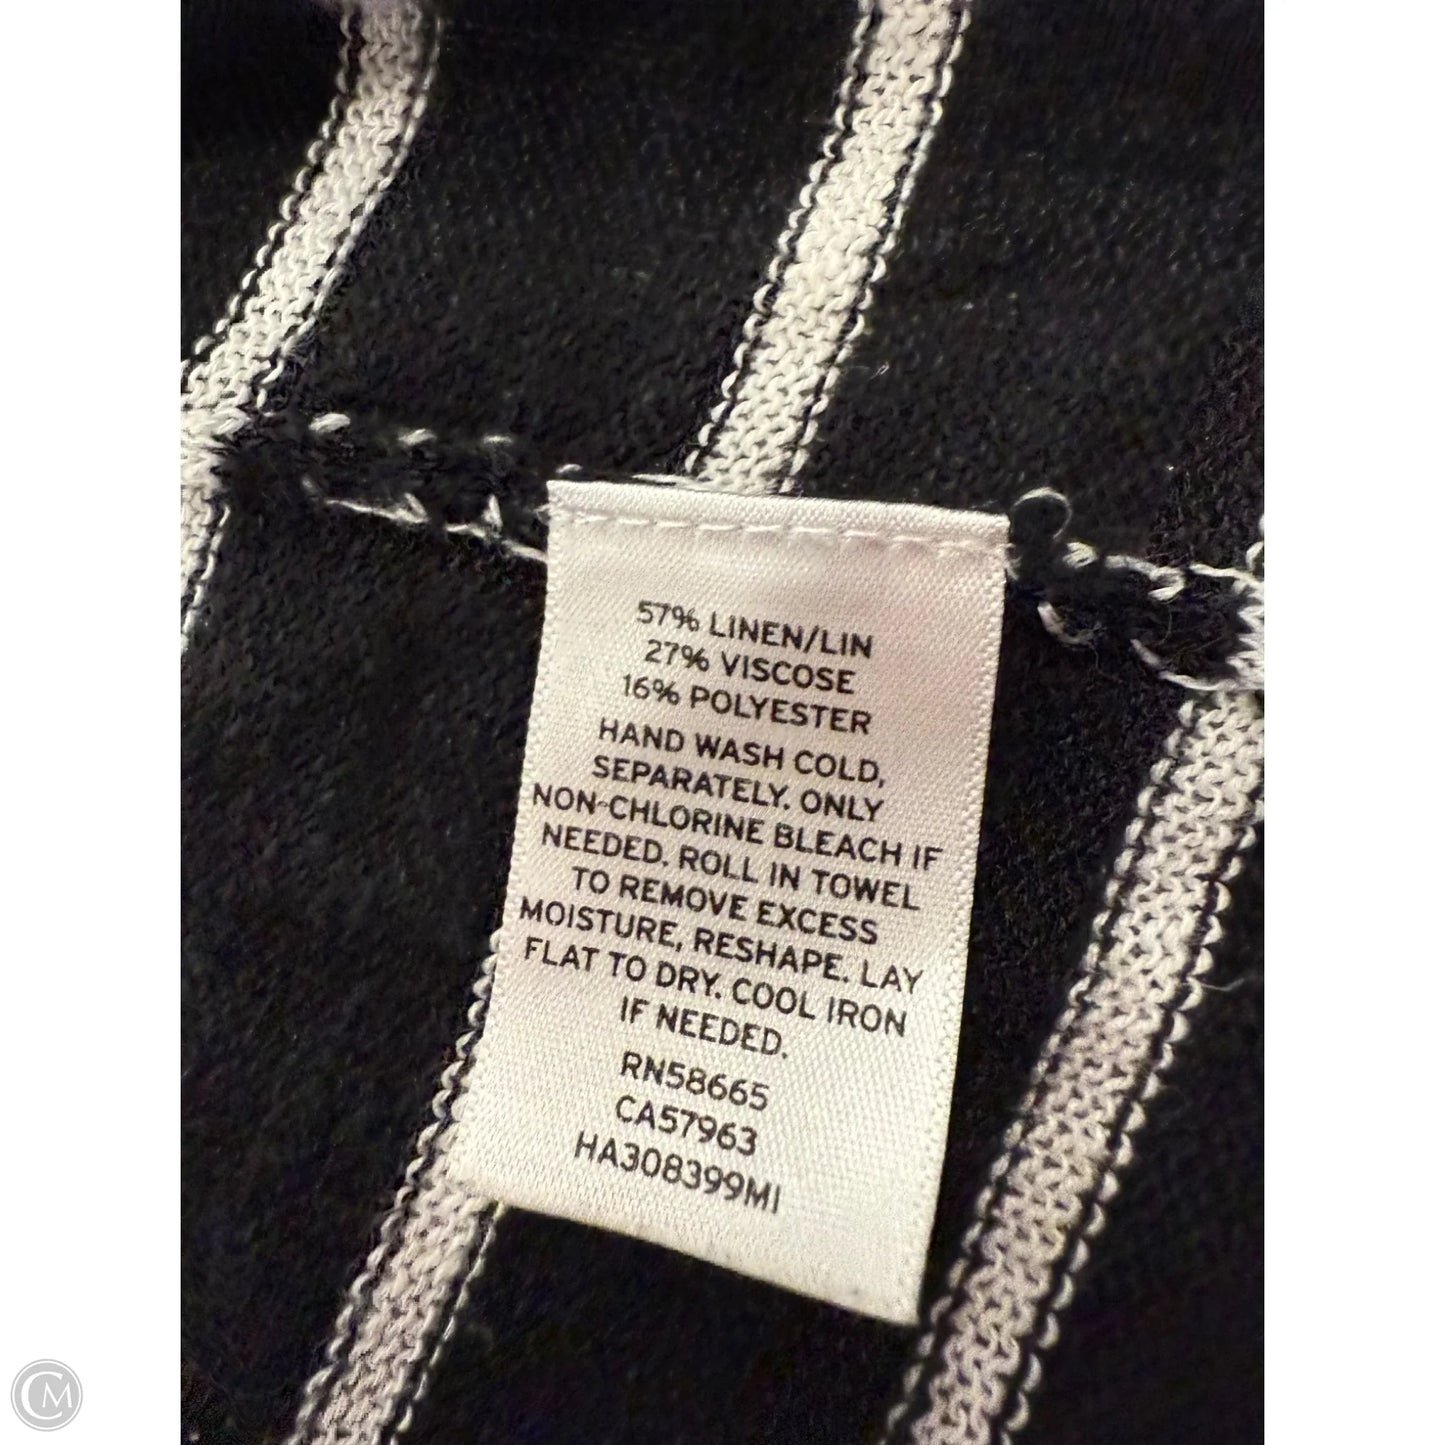 57% LINEN/LIN
27% VISCOSE
16% POLYESTER
HAND WASH COLD,
SEPARATELY. ONLY
NON-CHLORINE BLEACH IF
NEEDED. ROLL IN TOWEL
TO REMOVE EXCESS
MOISTURE, RESHAPE. LAY
FLAT TO DRY. COOL IRON
IF NEEDED.
RN58665
CA57963
HA308399MI
CM